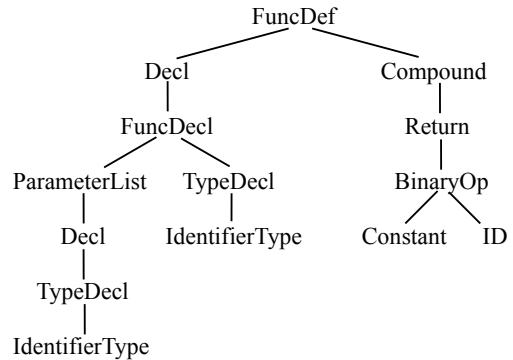 FuncDef
Decl Compound
FuncDecl Return
ParameterList TypeDecl BinaryOp
Decl IdentifierType Constant ID
TypeDecl
IdentifierType